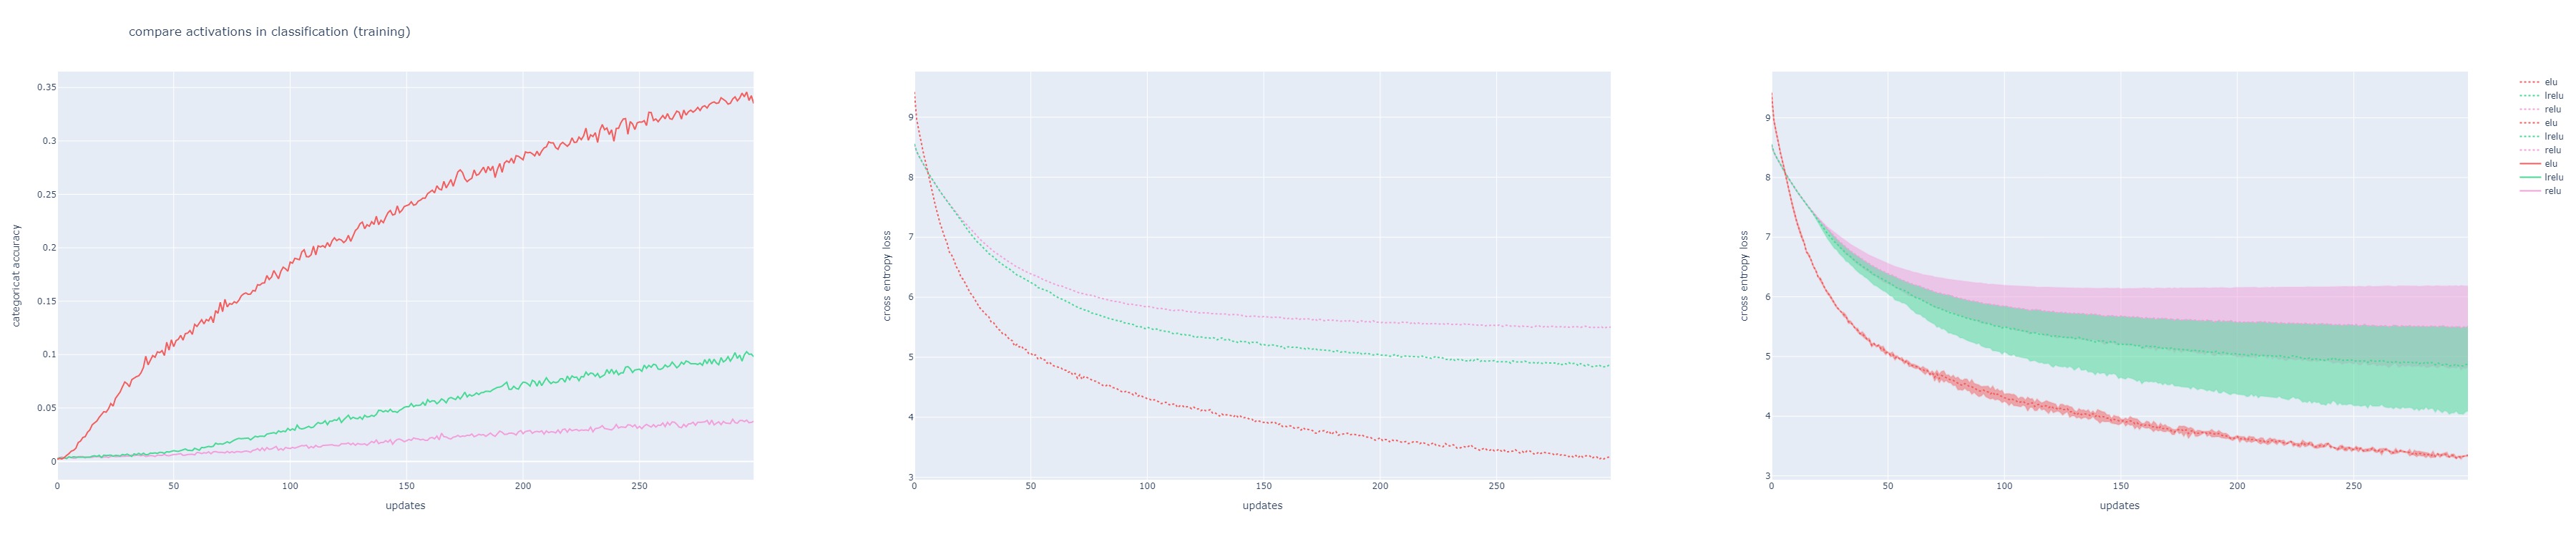 compare activations in classification (training)
categoricat accuracy
0.35
0.3
0.25
0.2
0.15
0.1
0.05
0
0
50
100
150
200
250
updates
cross entropy loss
9
8
7
6
5
4
3
0
50
100
150
200
250
updates
cross entropy loss
9
8
7
6
5
4
3
0
50
100
150
200
250
updates
elu
lrelu
relu
elu
lrelu
relu
elu
lrelu
relu